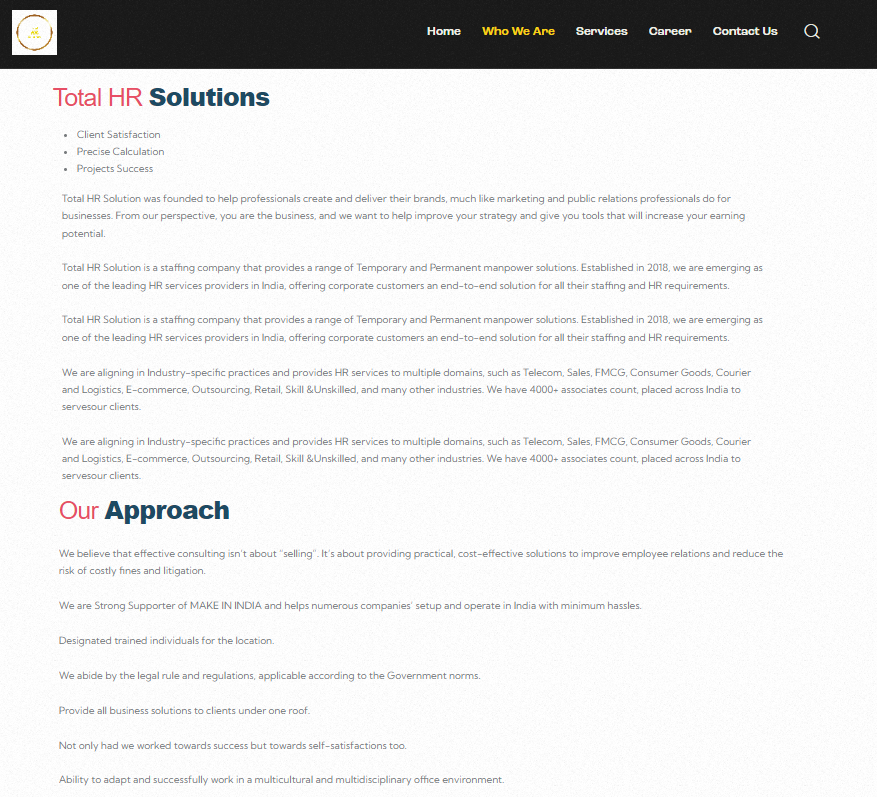 Home Who We Are Services Career Contact Us
Total HR Solutions
Client Satisfaction
Precise Calculation
Projects Success
Total HR Solution was founded to help professionals create and deliver their brands, much like marketing and public relations professionals do for
businesses. From our perspective, you are the business, and we want to help improve your strategy and give you tools that will increase your earning
potential.
Total HR Solution is a staffing company that provides a range of Temporary and Permanent manpower solutions. Established in 2018, we are emerging as
one of the leading HR services providers in India, offering corporate customers an end-to-end solution for all their staffing and HR requirements.
Total HR Solution is a staffing company that provides a range of Temporary and Permanent manpower solutions. Established in 2018, we are emerging as
one of the leading HR services providers in India, offering corporate customers an end-to-end solution for all their staffing and HR requirements.
We are aligning in Industry-specific practices and provides HR services to multiple domains, such as Telecom, Sales, FMCG, Consumer Goods, Courier
and Logistics, E-commerce, Outsourcing, Retail, Skill &Unskilled, and many other industries. We have 4000+ associates count, placed across India to
servesour clients.
We are aligning in Industry-specific practices and provides HR services to multiple domains, such as Telecom, Sales, FMCG, Consumer Goods, Courier
and Logistics, E-commerce, Outsourcing, Retail, Skill &Unskilled, and many other industries. We have 4000+ associates count, placed across India to
servesour clients.
Our Approach
We believe that effective consulting isn't about "selling". It's about providing practical, cost-effective solutions to improve employee relations and reduce the
risk of costly fines and litigation.
We are Strong Supporter of MAKE IN INDIA and helps numerous companies' setup and operate in India with minimum hassles.
Designated trained individuals for the location.
We abide by the legal rule and regulations, applicable according to the Government norms.
Provide all business solutions to clients under one roof.
Not only had we worked towards success but towards self-satisfactions too.
Ability to adapt and successfully work in a multicultural and multidisciplinary office environment.